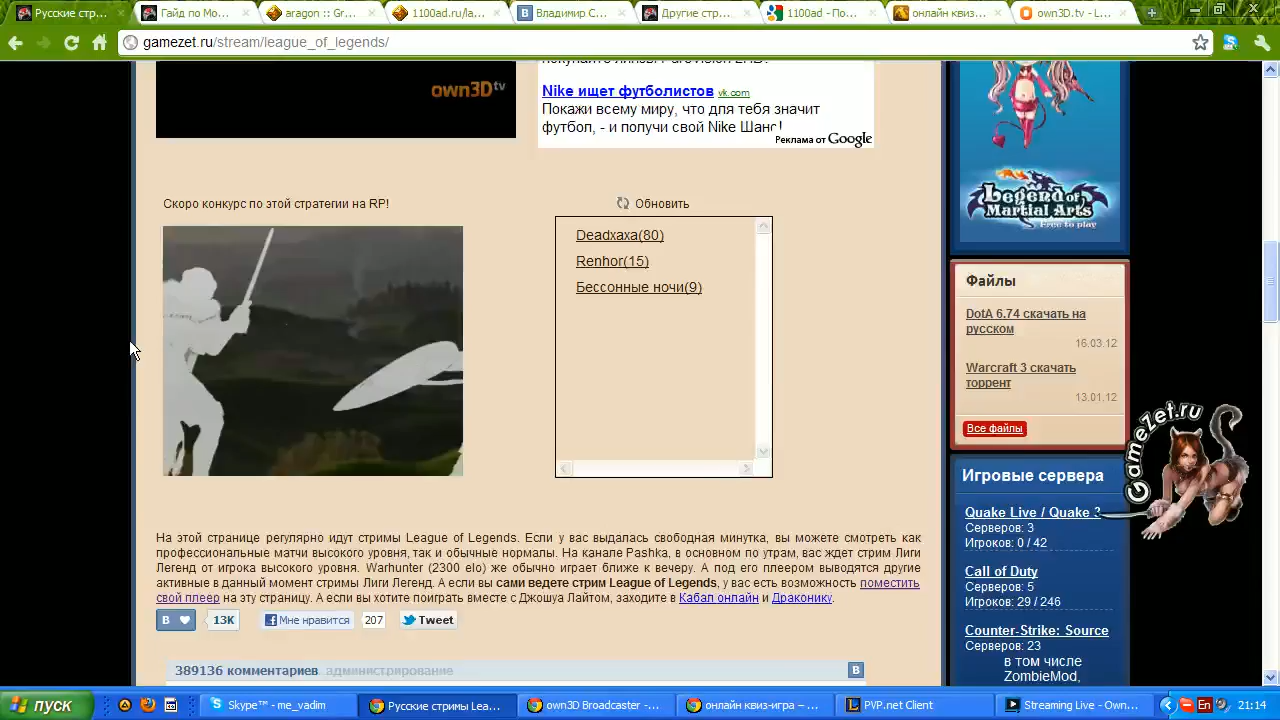 Русские стр
Гайд по Мо
aragon :: Gr
1100ad.ru/la
Владимир С
Другие стр
1100ad - По
онлайн квиз
own3D.tv - L
gamezet.ru/stream/league_of_legends/
own3D tv
Nike ищет футболистов vk.com
Покажи всему миру, что для тебя значит
футбол, - и получи свой Nike Шанс!
Реклама от Google
Legend of
Martial Arts
Free to play
Скоро конкурс по этой стратегии на RP!
Обновить
Deadxaxa(80)
Renhor(15)
Бессонные ночи(9)
Файлы
DotA 6.74 скачать на
русском
16.03.12
Warcraft 3 скачать
торрент
13.01.12
Все файлы
GameZet.ru
Игровые сервера
Quake Live / Quake 3
Серверов: 3
Игроков: 0 / 42
Call of Duty
Серверов: 5
Игроков: 29 / 246
Counter-Strike: Source
Серверов: 23
в том числе
ZombieMod,
На этой странице регулярно идут стримы League of Legends. Если у вас выдалась свободная минутка, вы можете смотреть как
профессиональные матчи высокого уровня, так и обычные нормалы. На канале Pashka, в основном по утрам, вас ждет стрим Лиги
Легенд от игрока высокого уровня. Warhunter (2300 elo) же обычно играет ближе к вечеру. А под его плеером выводятся другие
активные в данный момент стримы Лиги Легенд. А если вы сами ведете стрим League of Legends, у вас есть возможность поместить
свой плеер на эту страницу. А если вы хотите поиграть вместе с Джошуа Лайтом, заходите в Кабал онлайн и Драконику.
B 13K Мне нравится 207 Tweet
389136 комментариев администрирование B
пуск
Skype™ - me_vadim
Русские стримы Lea...
own3D Broadcaster -...
онлайн квиз-игра – ...
PVP.net Client
Streaming Live - Own...
En
21:14